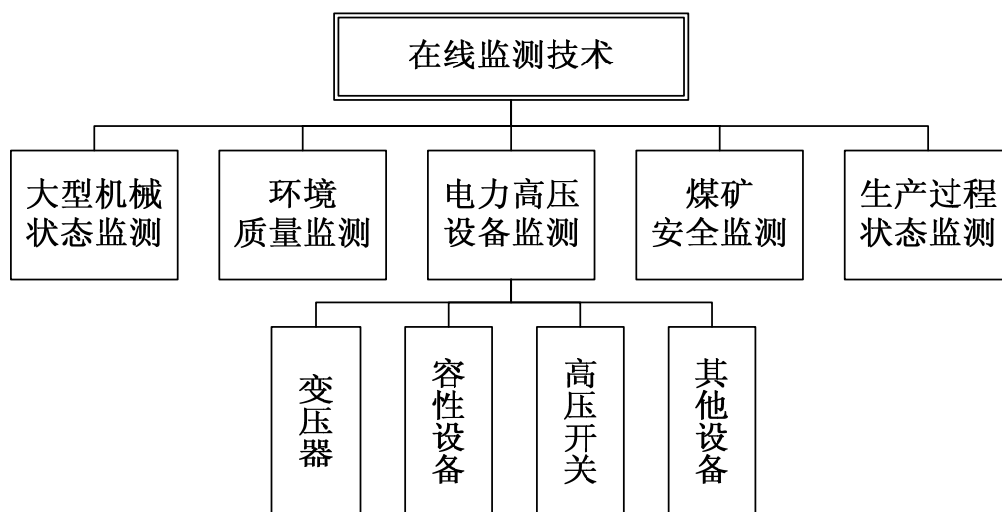 在线监测技术
大型机械
状态监测
环境
质量监测
电力高压
设备监测
煤矿
安全监测
生产过程
状态监测
变压器
容性设备
高压开关
其他设备